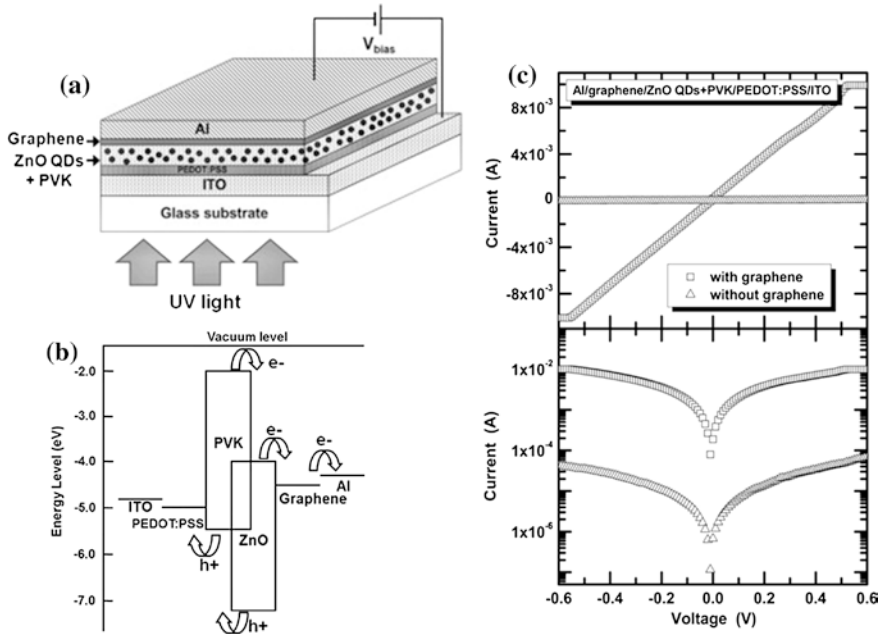 (a)
V bias
Al
Graphene
ZnO QDs
+ PVK
PEDOT:PSS
ITO
Glass substrate
UV light
(b)
Vacuum level
e-
-2.0
-3.0
-4.0
-5.0
-6.0
-7.0
Energy Level (eV)
PVK
e-
e-
Al
Graphene
ITO
PEDOT:PSS
ZnO
h+
h+
(c)
Al/graphene/ZnO QDs+PVK/PEDOT:PSS/ITO
8x10⁻³
4x10⁻³
0
-4x10⁻³
-8x10⁻³
Current (A)
with graphene
without graphene
1x10⁻²
1x10⁻⁴
1x10⁻⁶
Current (A)
-0.6 -0.4 -0.2 0.0 0.2 0.4 0.6
Voltage (V)